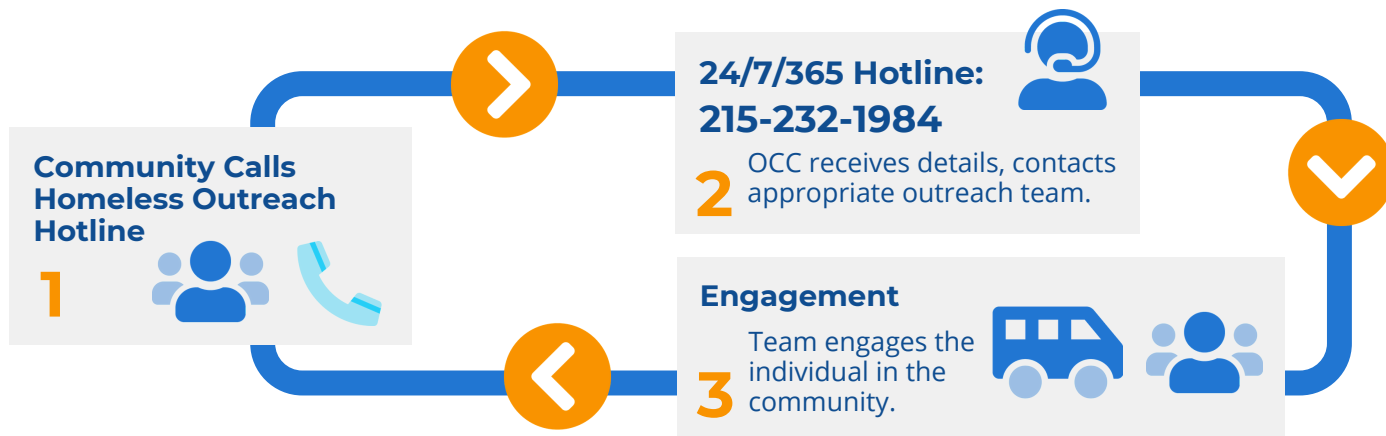 Community Calls
Homeless Outreach
Hotline
1
24/7/365 Hotline:
215-232-1984
2
OCC receives details, contacts
appropriate outreach team.
Engagement
3
Team engages the
individual in the
community.